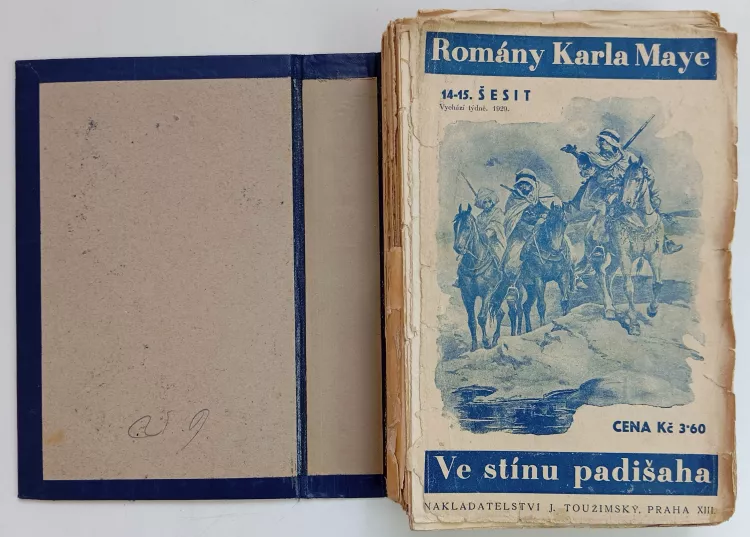 Romány Karla Maye
14-15. ŠESIT
Vychází týdně. 1929.
CENA Kč 3·60
Ve stínu padišaha
NAKLADATELSTVÍ J. TOUŽIMSKÝ, PRAHA XIII.